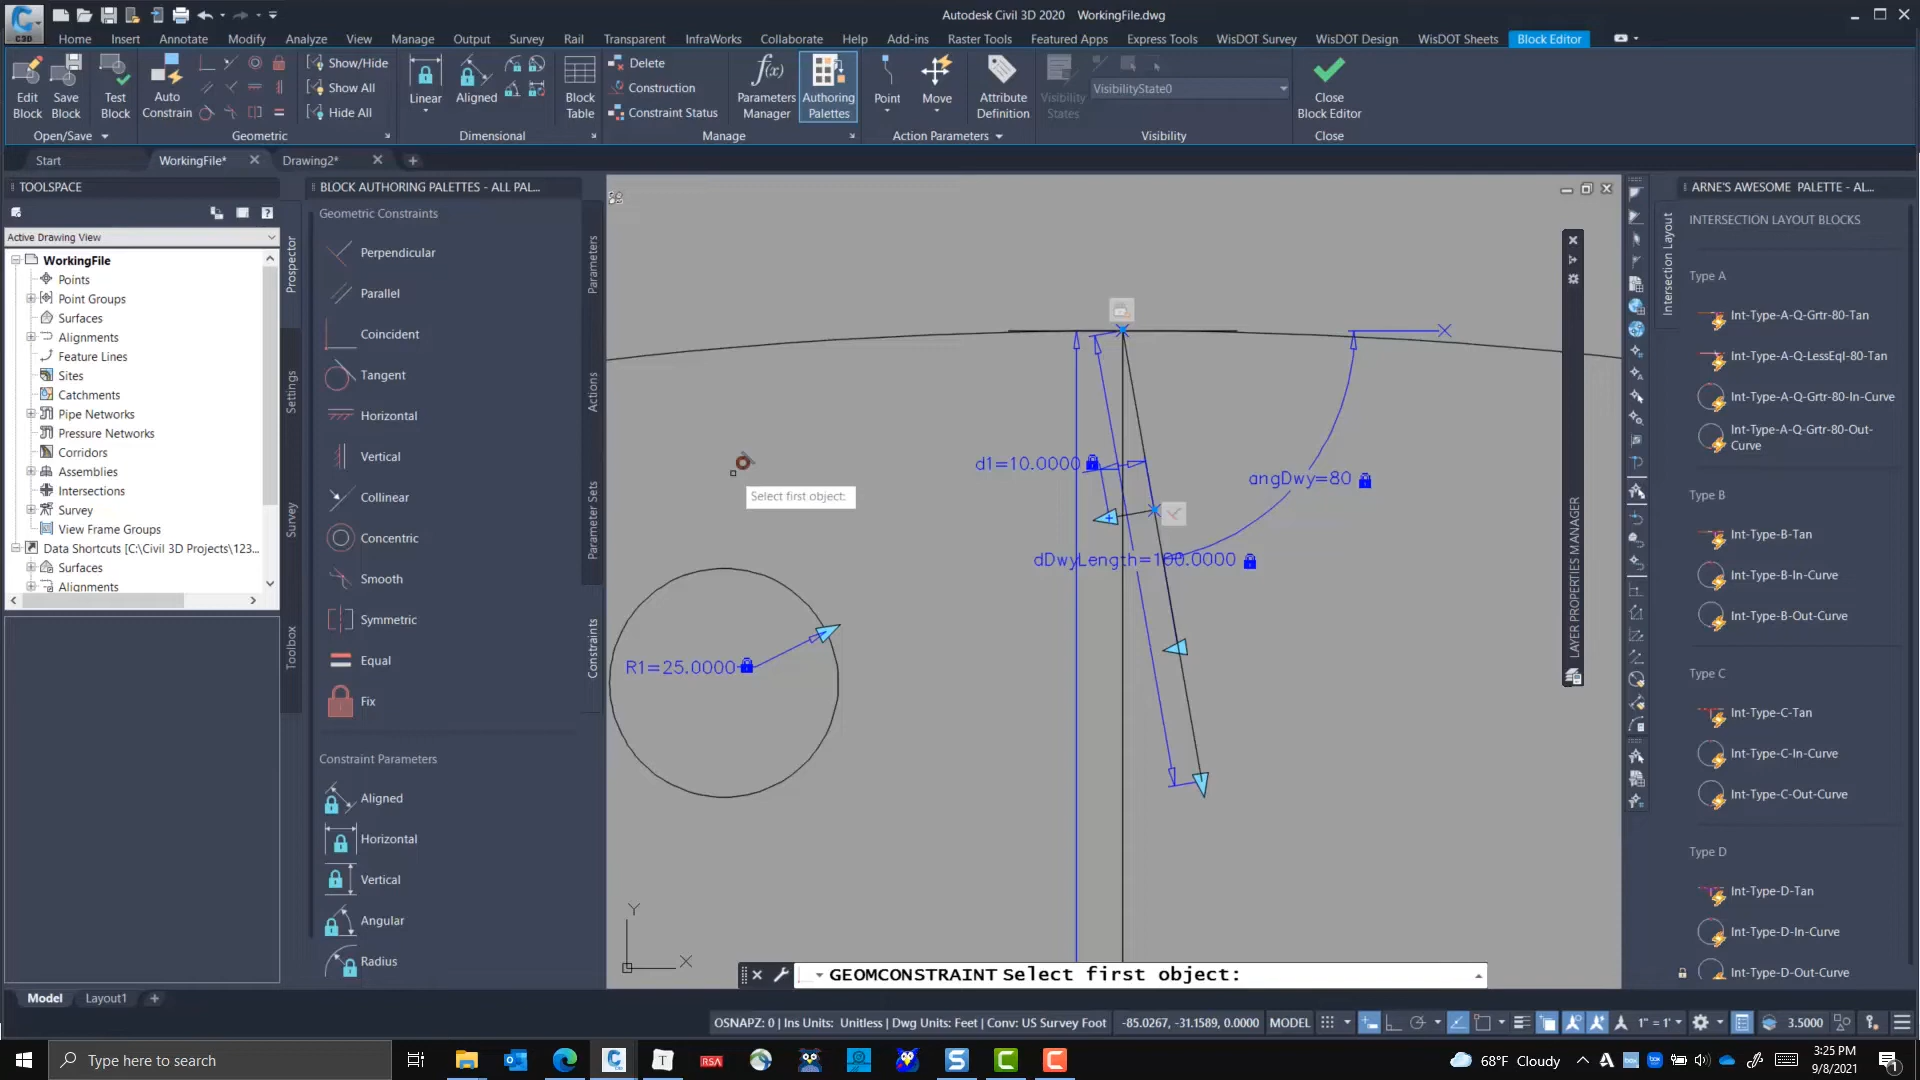 C3D
Autodesk Civil 3D 2020 WorkingFile.dwg
Home Insert Annotate Modify Analyze View Manage Output Survey Rail Transparent InfraWorks Collaborate Help Add-ins Raster Tools Featured Apps Express Tools WisDOT Survey WisDOT Design WisDOT Sheets Block Editor
Edit Block
Save Block
Test Block
Open/Save
Auto Constrain
Show/Hide
Show All
Hide All
Geometric
Linear
Aligned
Block Table
Dimensional
Delete
Construction
Constraint Status
Manage
Parameters Manager
Authoring Palettes
Point
Move
Action Parameters
Attribute Definition
Visibility States
VisibilityState0
Visibility
Close Block Editor
Close
Start
WorkingFile*
Drawing2*
TOOLSPACE
Active Drawing View
WorkingFile
Points
Point Groups
Surfaces
Alignments
Feature Lines
Sites
Catchments
Pipe Networks
Pressure Networks
Corridors
Assemblies
Intersections
Survey
View Frame Groups
Data Shortcuts [C:\Civil 3D Projects\123...
Surfaces
Alignments
Prospector
Settings
Survey
Toolbox
BLOCK AUTHORING PALETTES - ALL PAL...
Geometric Constraints
Perpendicular
Parallel
Coincident
Tangent
Horizontal
Vertical
Collinear
Concentric
Smooth
Symmetric
Equal
Fix
Constraint Parameters
Aligned
Horizontal
Vertical
Angular
Radius
Parameters
Actions
Parameter Sets
Constraints
d1=10.0000
angDwy=80
dDwyLength=100.0000
R1=25.0000
Select first object:
Y
X
GEOMCONSTRAINT Select first object:
LAYER PROPERTIES MANAGER
ARNE'S AWESOME PALETTE - AL...
Intersection Layout
INTERSECTION LAYOUT BLOCKS
Type A
Int-Type-A-Q-Grtr-80-Tan
Int-Type-A-Q-LessEql-80-Tan
Int-Type-A-Q-Grtr-80-In-Curve
Int-Type-A-Q-Grtr-80-Out-
Curve
Type B
Int-Type-B-Tan
Int-Type-B-In-Curve
Int-Type-B-Out-Curve
Type C
Int-Type-C-Tan
Int-Type-C-In-Curve
Int-Type-C-Out-Curve
Type D
Int-Type-D-Tan
Int-Type-D-In-Curve
Int-Type-D-Out-Curve
Model Layout1
OSNAPZ: 0 | Ins Units: Unitless | Dwg Units: Feet | Conv: US Survey Foot -85.0267, -31.1589, 0.0000 MODEL 1" = 1' 3.5000
Type here to search
T
RSA
68°F Cloudy
3:25 PM
9/8/2021
1